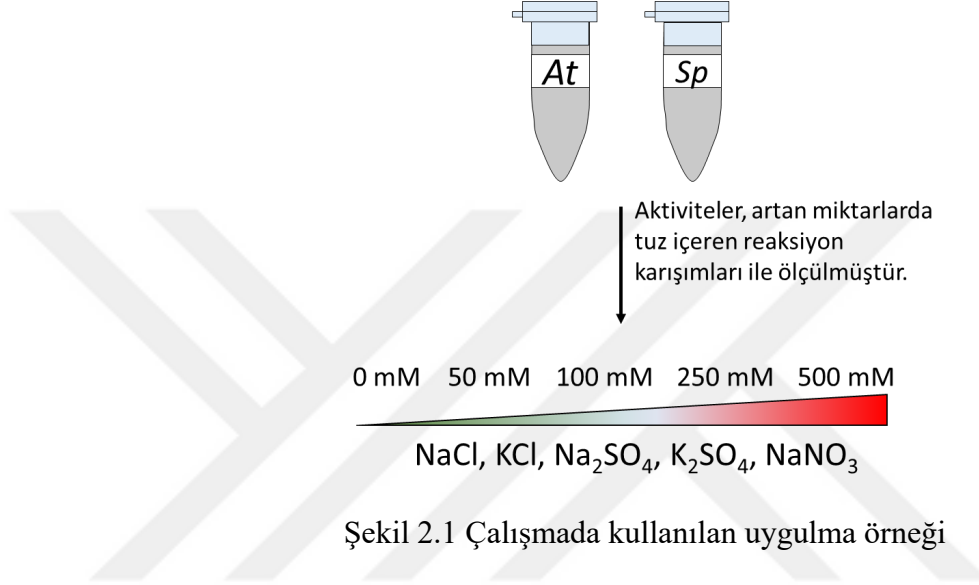 At
Sp
Aktiviteler, artan miktarlarda
tuz içeren reaksiyon
karışımları ile ölçülmüştür.
0 mM 50 mM 100 mM 250 mM 500 mM
NaCl, KCl, Na₂SO₄, K₂SO₄, NaNO₃
Şekil 2.1 Çalışmada kullanılan uygulma örneği